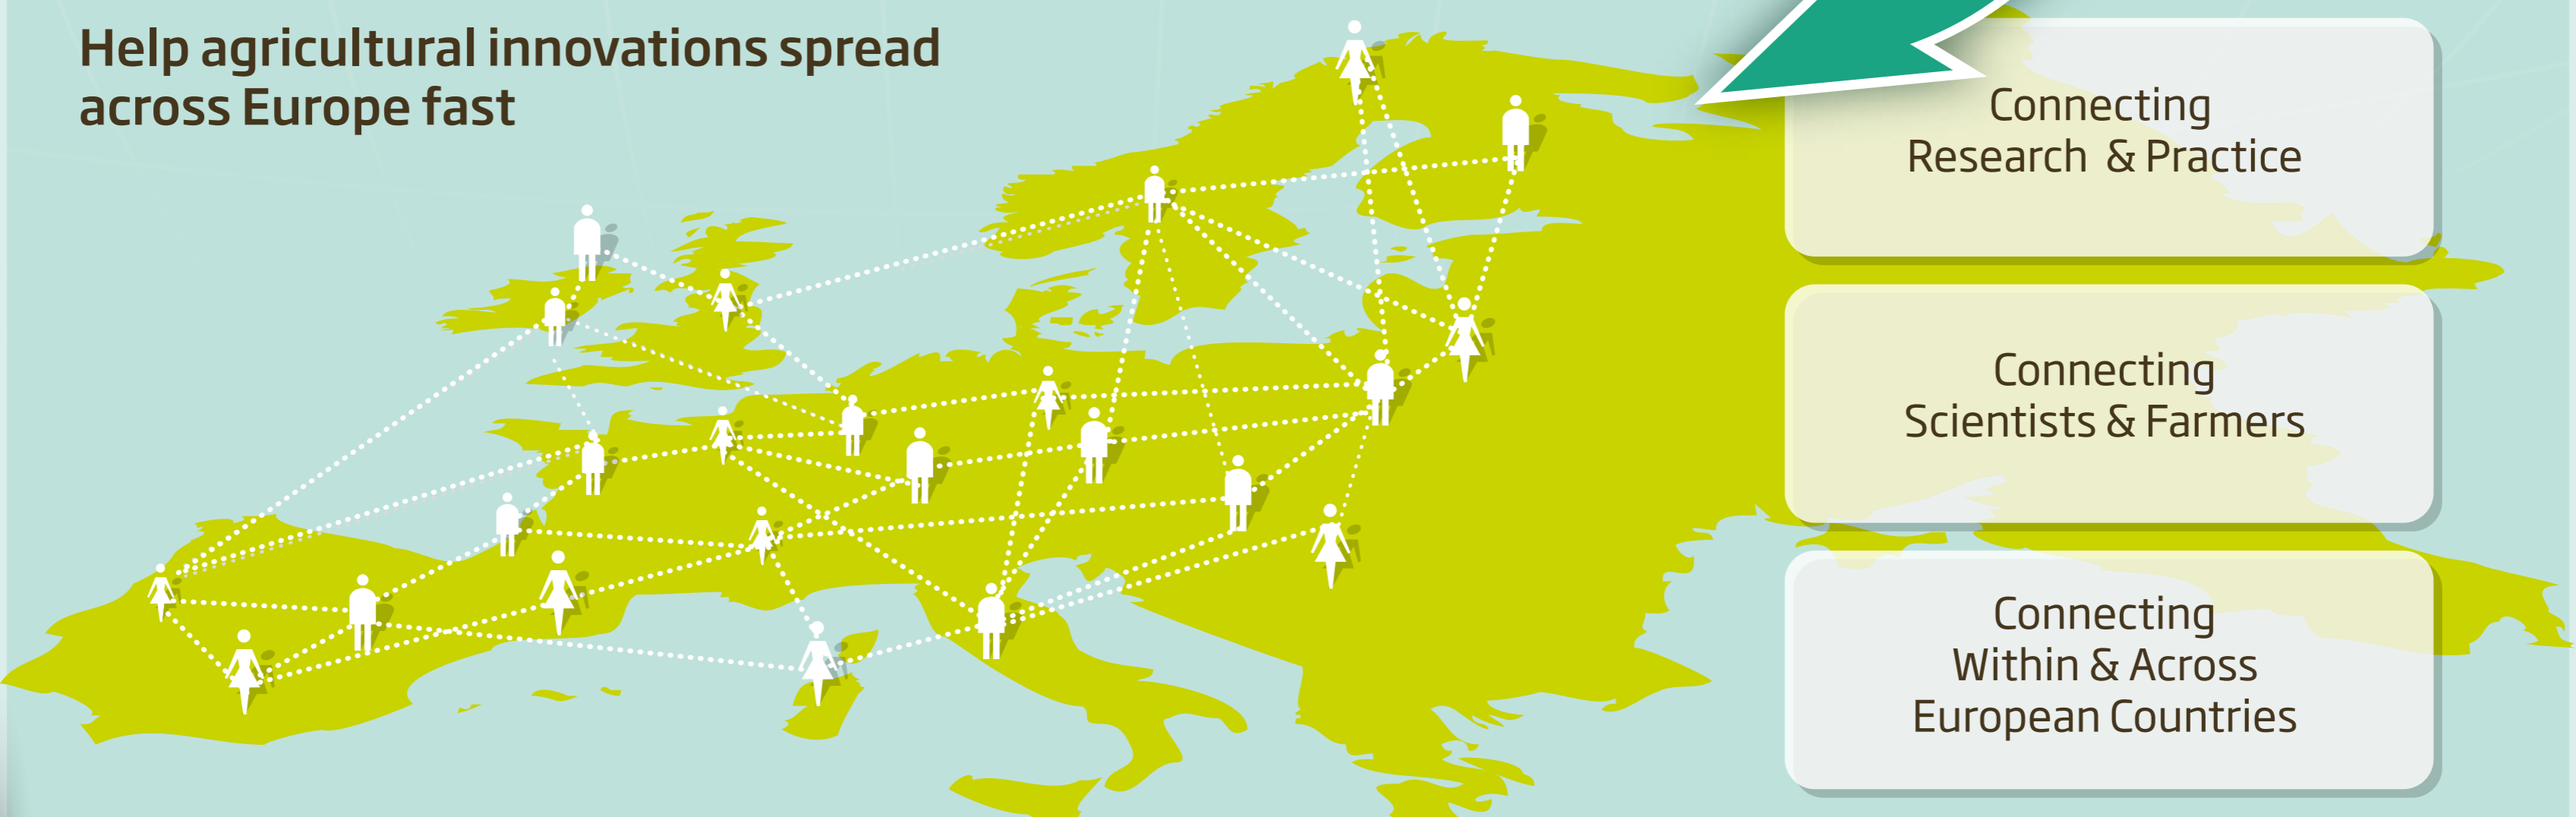 Help agricultural innovations spread
across Europe fast
Connecting
Research & Practice
Connecting
Scientists & Farmers
Connecting
Within & Across
European Countries